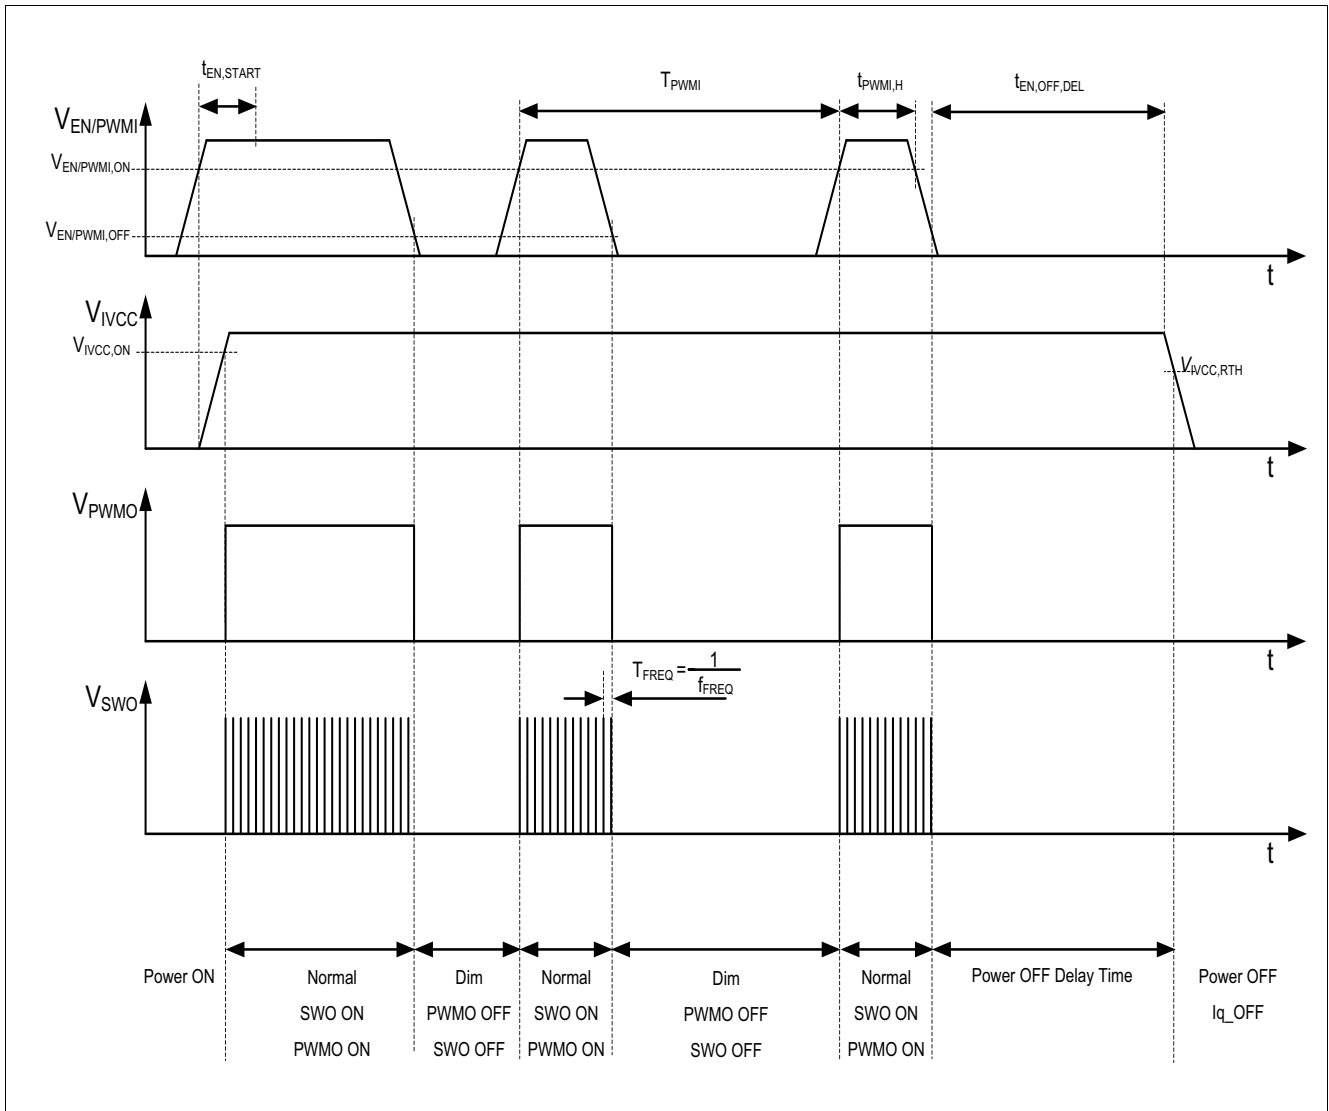 tEN,START
TPWMI
tPWMI,H
tEN,OFF,DEL
VEN/PWMI
VEN/PWMI,ON
VEN/PWMI,OFF
t
VIVCC
VIVCC,ON
VIVCC,RTH
t
VPWMO
t
TFREQ = 1
fFREQ
VSWO
t
Power ON
Normal
SWO ON
PWMO ON
Dim
PWMO OFF
SWO OFF
Normal
SWO ON
PWMO ON
Dim
PWMO OFF
SWO OFF
Normal
SWO ON
PWMO ON
Power OFF Delay Time
Power OFF
Iq_OFF